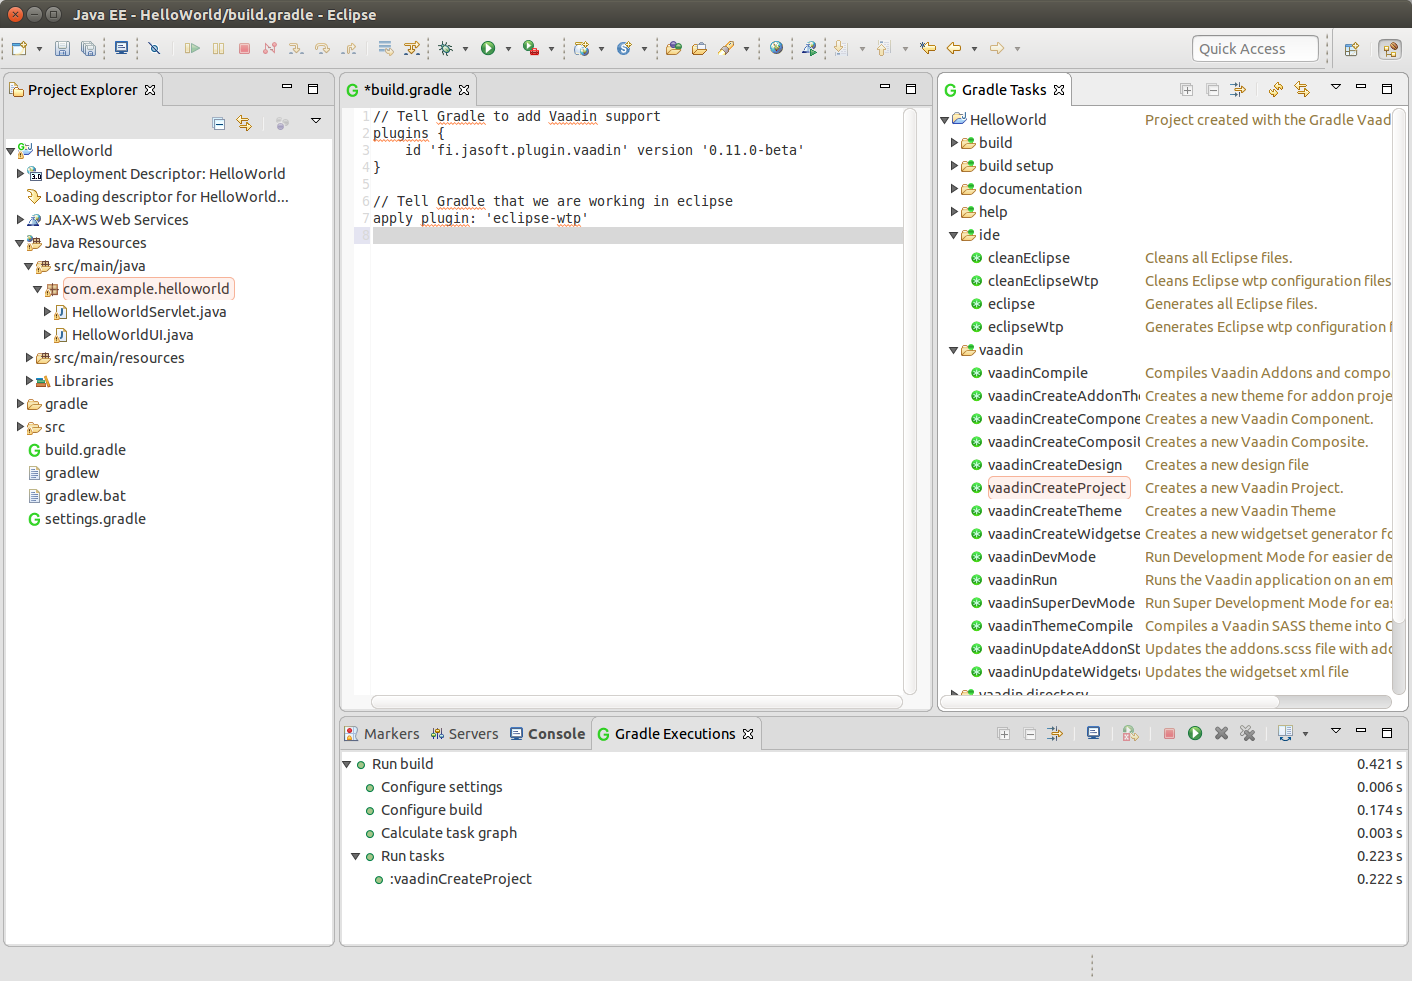 Java EE - HelloWorld/build.gradle - Eclipse
Quick Access
Project Explorer
HelloWorld
Deployment Descriptor: HelloWorld
Loading descriptor for HelloWorld...
JAX-WS Web Services
Java Resources
src/main/java
com.example.helloworld
HelloWorldServlet.java
HelloWorldUI.java
src/main/resources
Libraries
gradle
src
build.gradle
gradlew
gradlew.bat
settings.gradle
*build.gradle
1 // Tell Gradle to add Vaadin support
2 plugins {
3     id 'fi.jasoft.plugin.vaadin' version '0.11.0-beta'
4 }
5
6 // Tell Gradle that we are working in eclipse
7 apply plugin: 'eclipse-wtp'
8
Gradle Tasks
HelloWorld Project created with the Gradle Vaad
build
build setup
documentation
help
ide
cleanEclipse Cleans all Eclipse files.
cleanEclipseWtp Cleans Eclipse wtp configuration files
eclipse Generates all Eclipse files.
eclipseWtp Generates Eclipse wtp configuration f
vaadin
vaadinCompile Compiles Vaadin Addons and compo
vaadinCreateAddonTh Creates a new theme for addon proje
vaadinCreateCompone Creates a new Vaadin Component.
vaadinCreateComposit Creates a new Vaadin Composite.
vaadinCreateDesign Creates a new design file
vaadinCreateProject Creates a new Vaadin Project.
vaadinCreateTheme Creates a new Vaadin Theme
vaadinCreateWidgetse Creates a new widgetset generator fo
vaadinDevMode Run Development Mode for easier de
vaadinRun Runs the Vaadin application on an em
vaadinSuperDevMode Run Super Development Mode for eas
vaadinThemeCompile Compiles a Vaadin SASS theme into C
vaadinUpdateAddonSt Updates the addons.scss file with add
vaadinUpdateWidgetse Updates the widgetset xml file
vaadin directory
Markers
Servers
Console
Gradle Executions
Run build 0.421 s
Configure settings 0.006 s
Configure build 0.174 s
Calculate task graph 0.003 s
Run tasks 0.223 s
:vaadinCreateProject 0.222 s